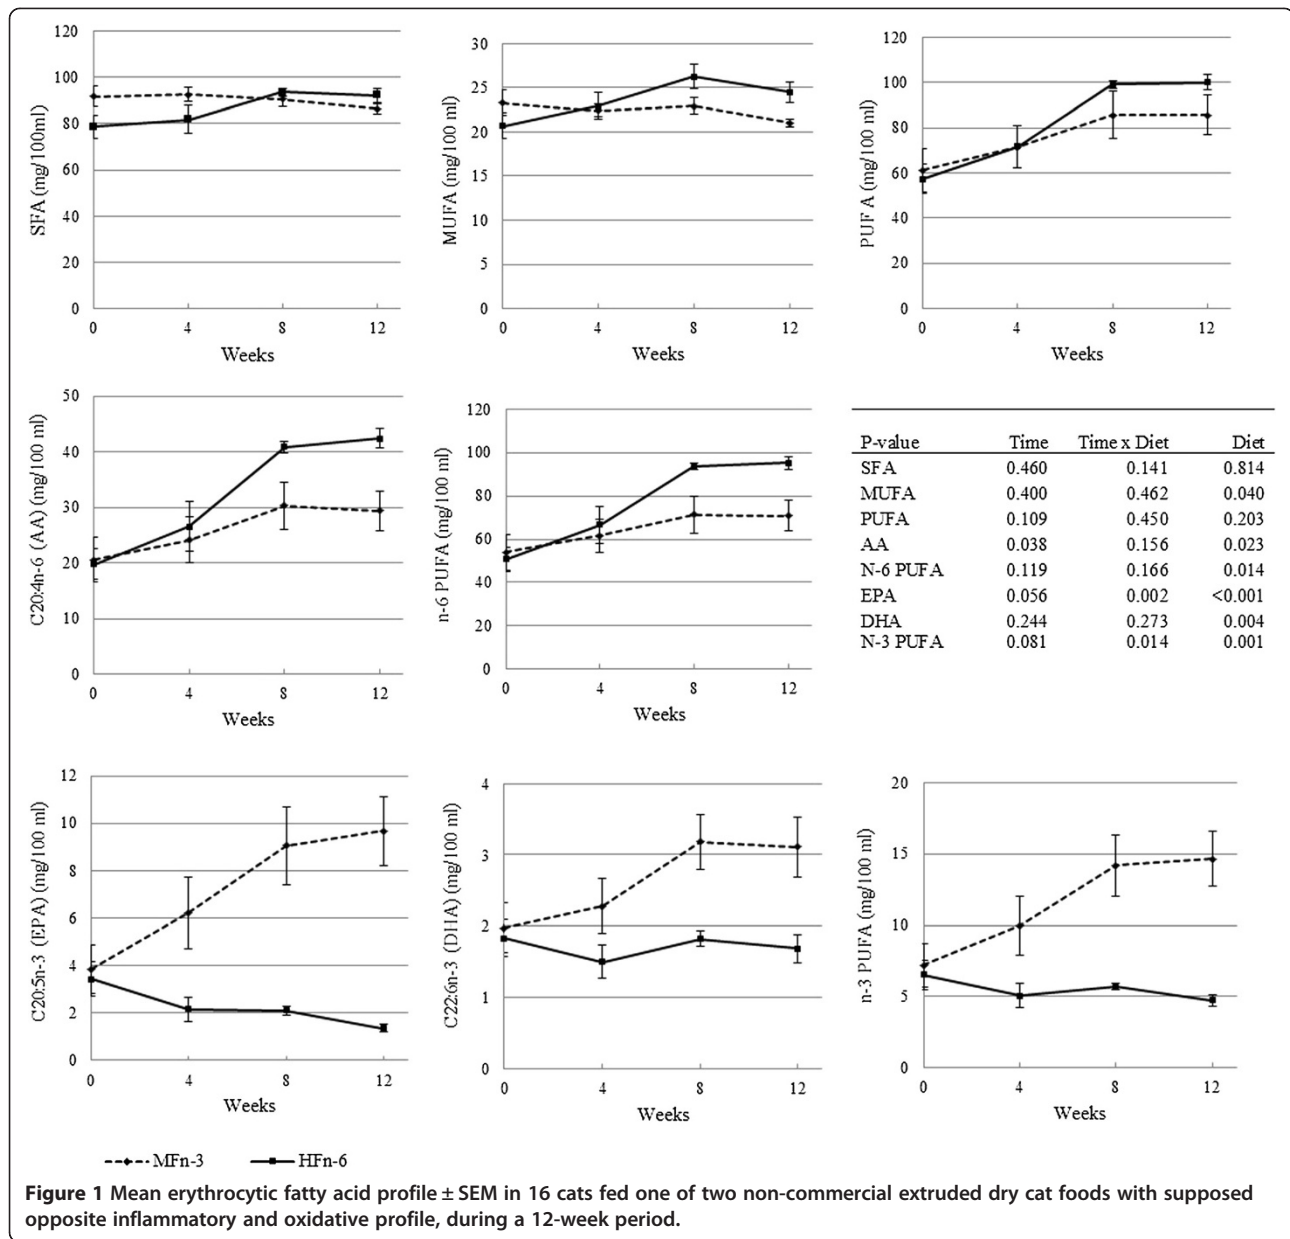 SFA (mg/100ml)
120
100
80
60
40
20
0
0 4 8 12
Weeks
MUFA (mg/100 ml)
30
25
20
15
10
5
0
0 4 8 12
Weeks
PUFA (mg/100 ml)
120
100
80
60
40
20
0
0 4 8 12
Weeks
C20:4n-6 (AA) (mg/100 ml)
50
40
30
20
10
0
0 4 8 12
Weeks
n-6 PUFA (mg/100 ml)
120
100
80
60
40
20
0
0 4 8 12
Weeks
P-value Time Time x Diet Diet
SFA 0.460 0.141 0.814
MUFA 0.400 0.462 0.040
PUFA 0.109 0.450 0.203
AA 0.038 0.156 0.023
N-6 PUFA 0.119 0.166 0.014
EPA 0.056 0.002 <0.001
DHA 0.244 0.273 0.004
N-3 PUFA 0.081 0.014 0.001
C20:5n-3 (EPA) (mg/100 ml)
12
10
8
6
4
2
0
0 4 8 12
Weeks
C22:6n-3 (DHA) (mg/100 ml)
4
3
2
1
0
0 4 8 12
Weeks
n-3 PUFA (mg/100 ml)
20
15
10
5
0
0 4 8 12
Weeks
MFn-3 HFn-6
Figure 1 Mean erythrocytic fatty acid profile ± SEM in 16 cats fed one of two non-commercial extruded dry cat foods with supposed
opposite inflammatory and oxidative profile, during a 12-week period.